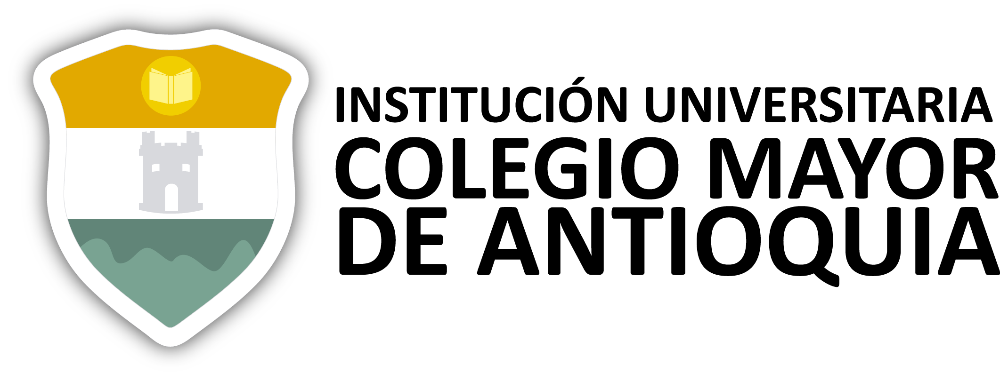 INSTITUCIÓN UNIVERSITARIA
COLEGIO MAYOR
DE ANTIOQUIA